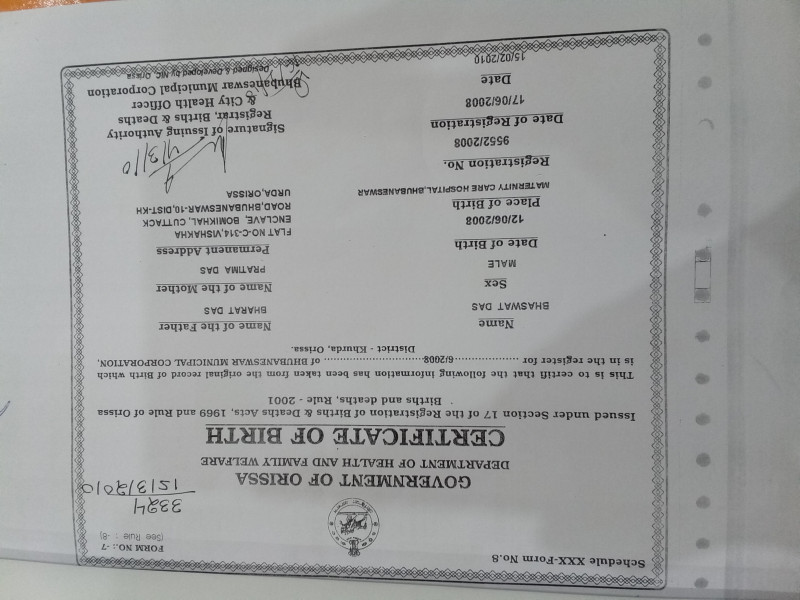 Schedule XXX-Form No.8
FORM NO.: -7
(See Rule : -8)
3324
15/3/2010
GOVERNMENT OF ORISSA
DEPARTMENT OF HEALTH AND FAMILY WELFARE
CERTIFICATE OF BIRTH
Issued under Section 17 of the Registration of Births & Deaths Acts, 1969 and Rule of Orissa
Births and deaths, Rule - 2001
This is to certifi that the following information has been taken from the original record of Birth which
is in the register for ....................6/2008............................ of BHUBANESWAR MUNICIPAL CORPORATION,
District - Khurda, Orissa.
Name
BHASWAT DAS
Sex
MALE
Date of Birth
12/06/2008
Place of Birth
MATERNITY CARE HOSPITAL,BHUBANESWAR
Registration No.
9552/2008
Date of Registration
17/06/2008
Date
15/02/2010
Name of the Father
BHARAT DAS
Name of the Mother
PRATIMA DAS
Permanent Address
FLAT NO-C-314,VISHAKHA
ENCLAVE, BOMIKHAL, CUTTACK
ROAD,BHUBANESWAR-10,DIST-KH
URDA,ORISSA
Signature of Issuing Authority
Registrar, Births & Deaths
& City Health Officer
Bhubaneswar Municipal Corporation
Designed & Developed by NIC, Orissa